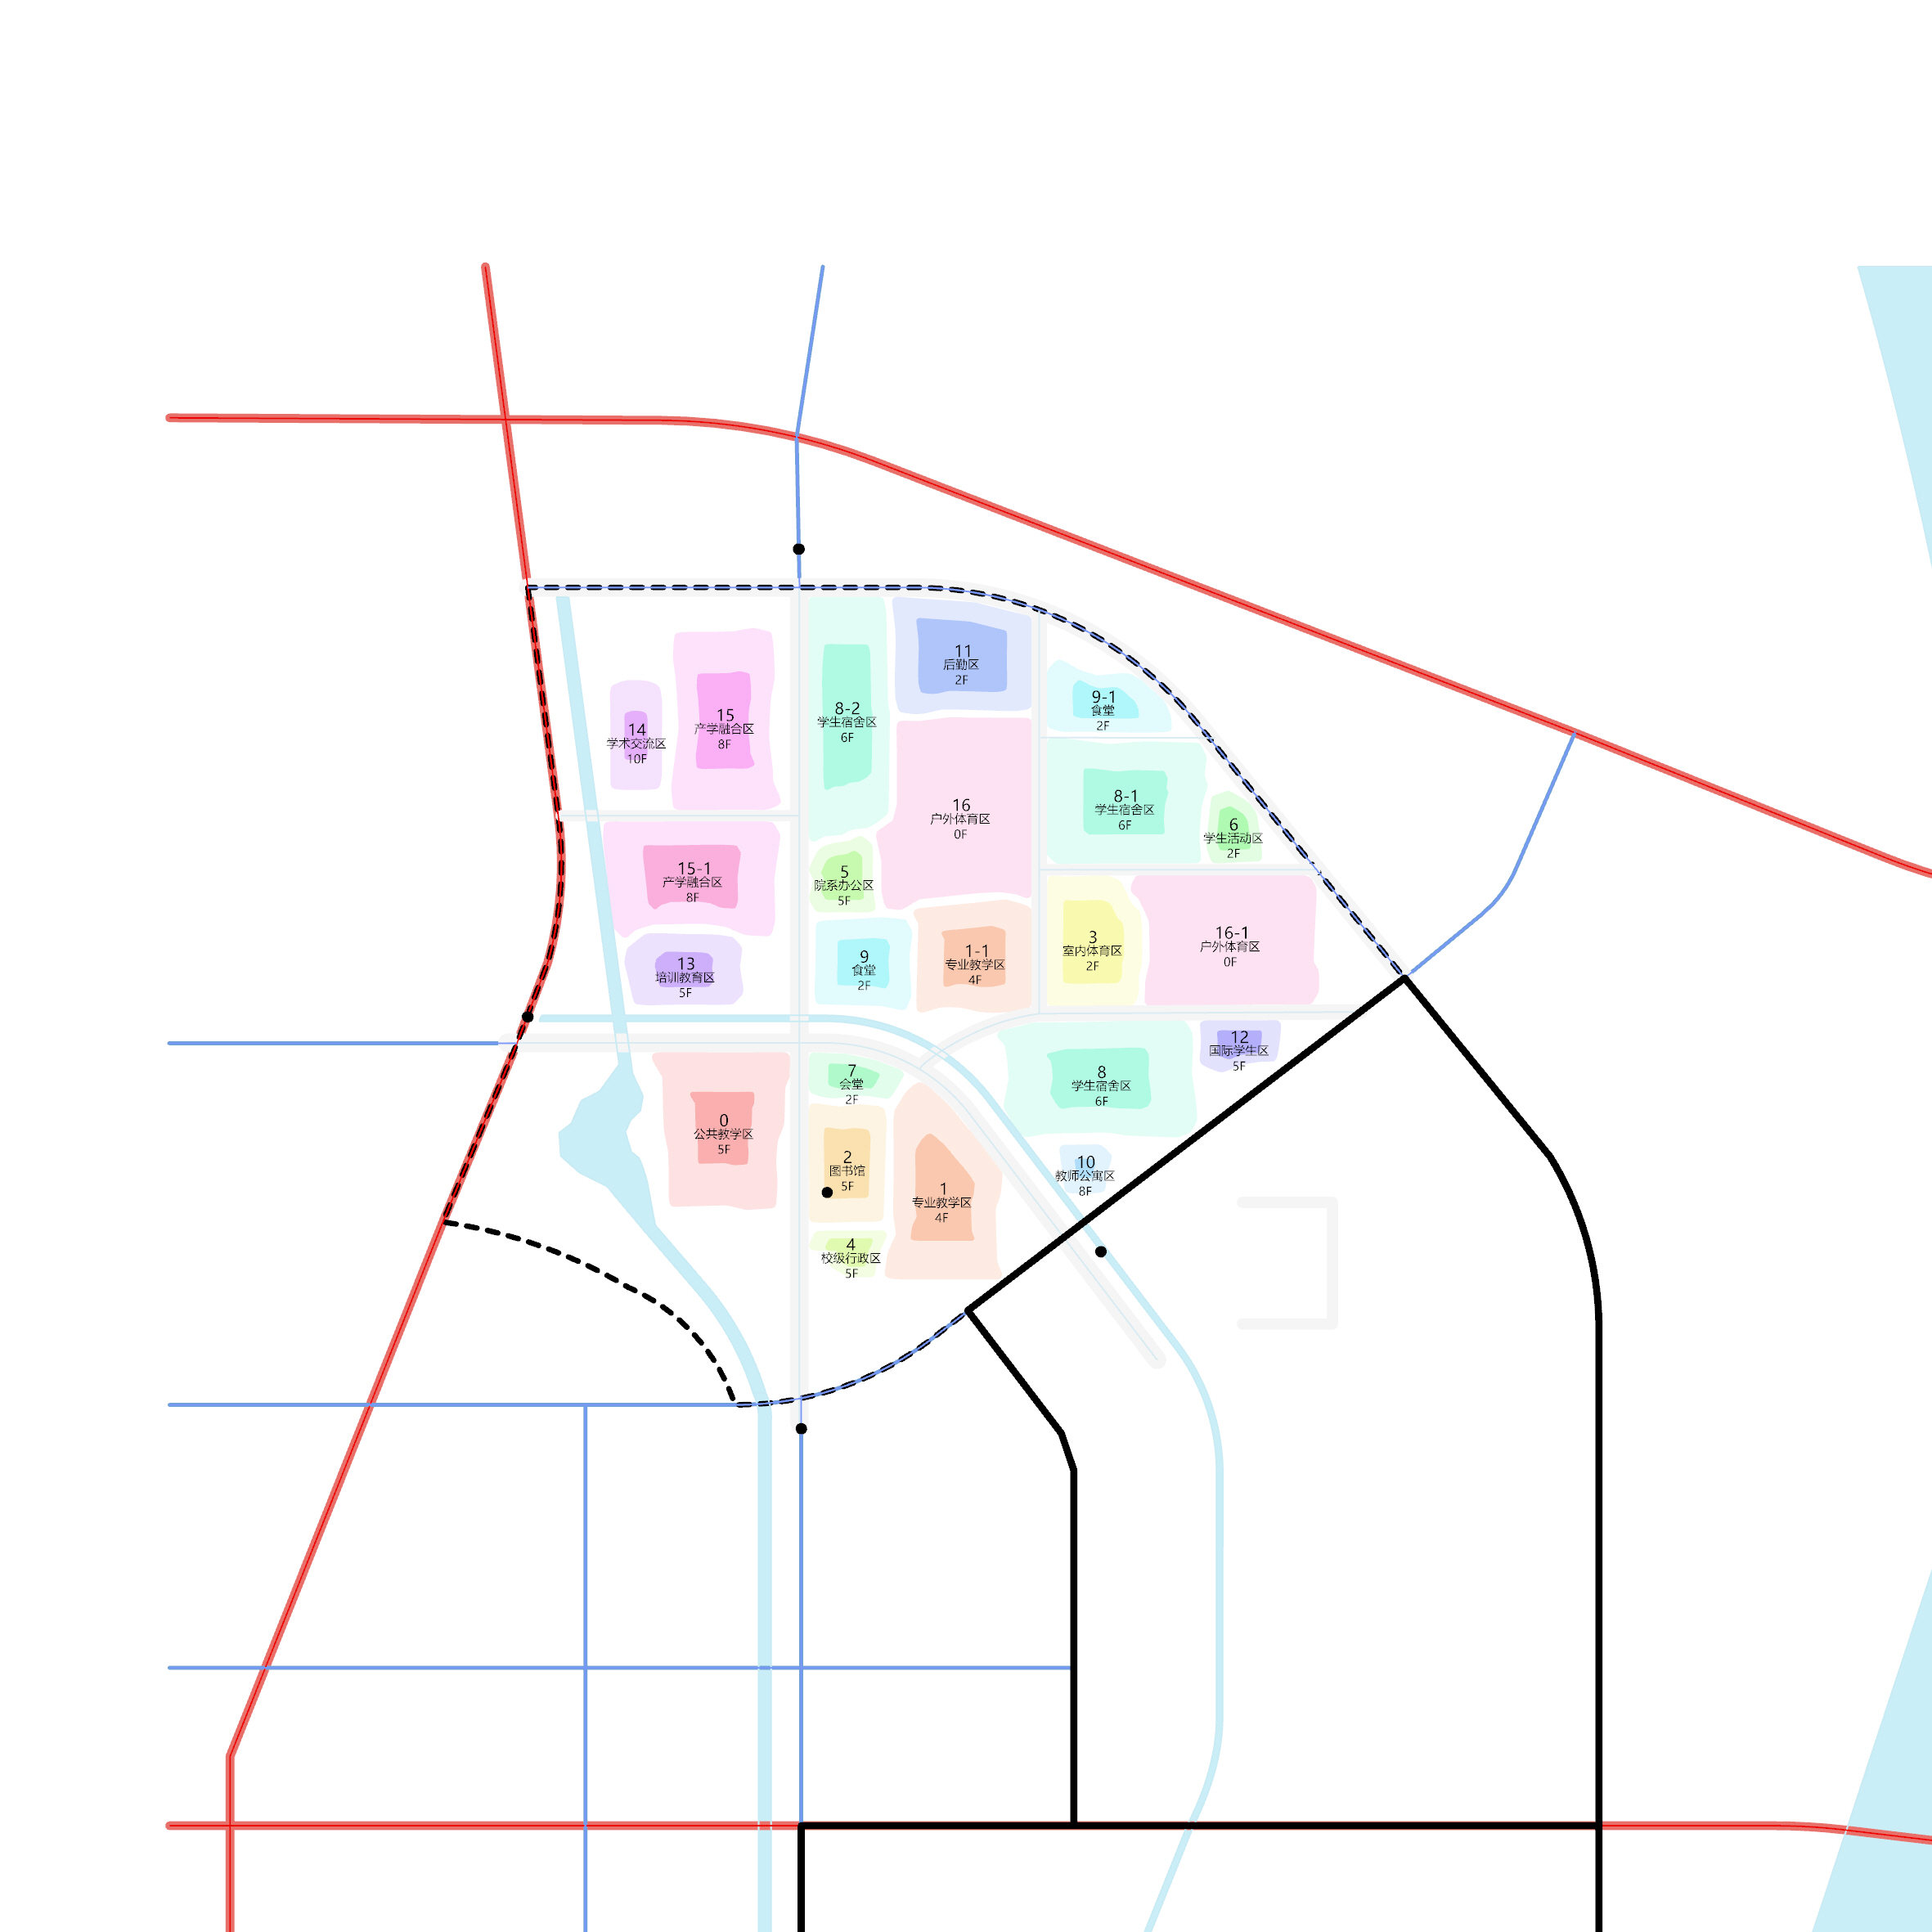 11
后勤区
2F
9-1
食堂
2F
8-2
学生宿舍区
6F
15
产学融合区
8F
14
学术交流区
10F
16
户外体育区
0F
8-1
学生宿舍区
6F
6
学生活动区
2F
15-1
产学融合区
8F
5
院系办公区
5F
13
培训教育区
5F
9
食堂
2F
1-1
专业教学区
4F
3
室内体育区
2F
16-1
户外体育区
0F
12
国际学生区
5F
7
会堂
2F
8
学生宿舍区
6F
0
公共教学区
5F
2
图书馆
5F
10
教师公寓区
8F
1
专业教学区
4F
4
校级行政区
5F